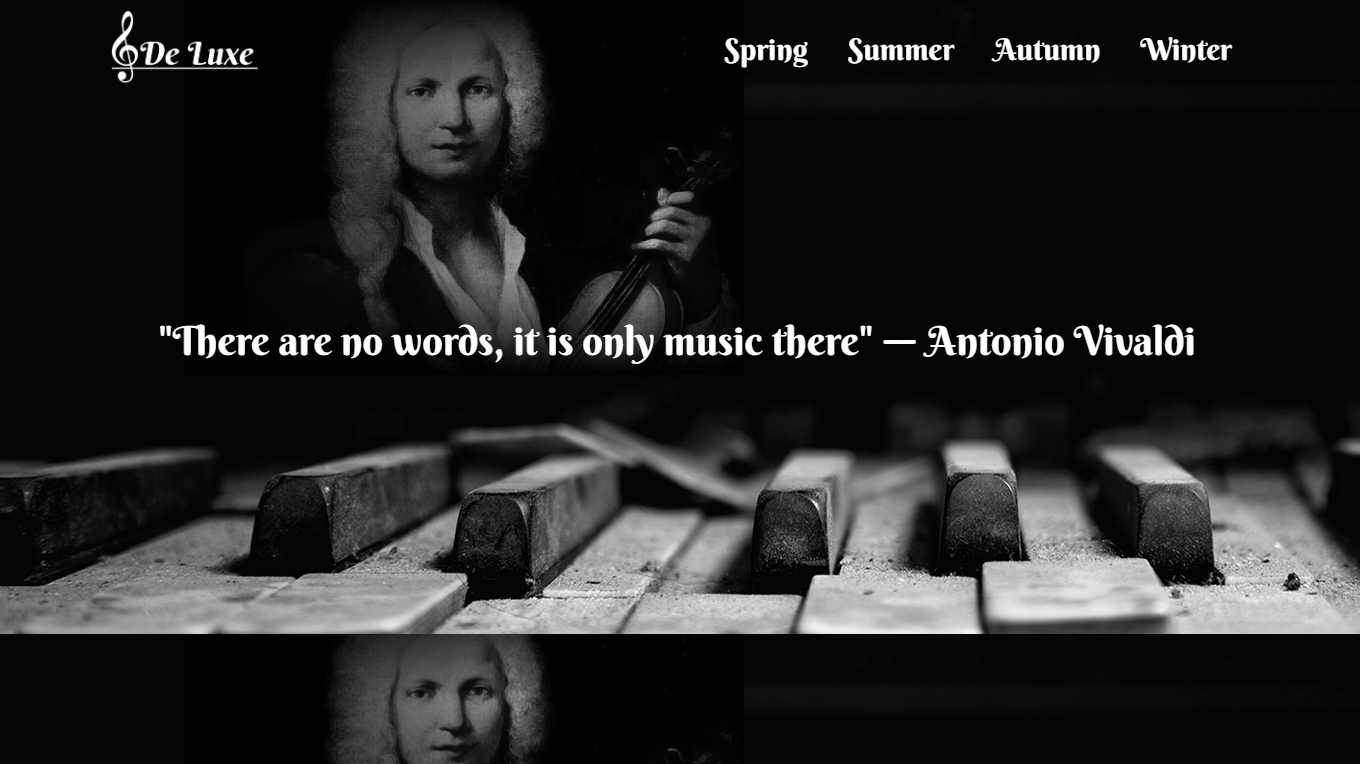 De Luxe
Spring Summer Autumn Winter
"There are no words, it is only music there" — Antonio Vivaldi